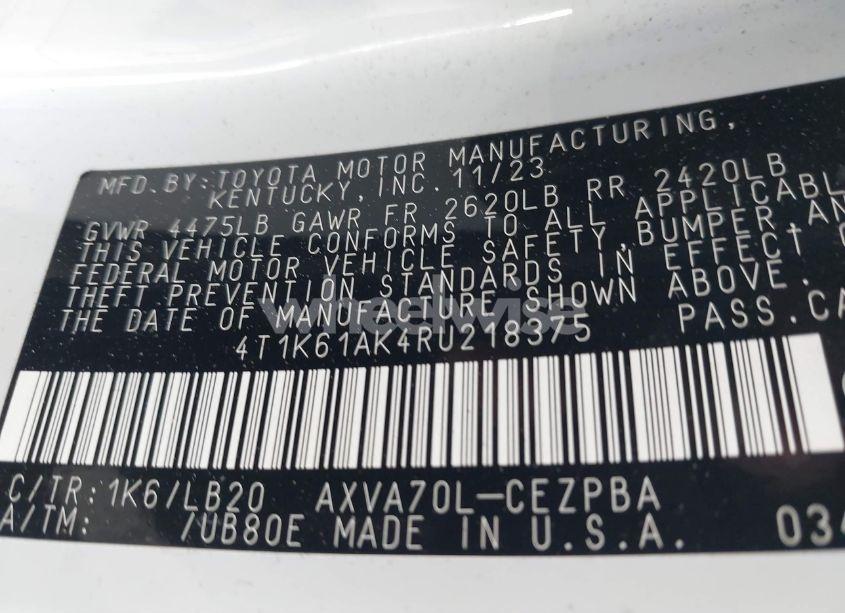 MFD.BY:TOYOTA MOTOR MANUFACTURING,
KENTUCKY,INC.11/23
GVWR 4475LB GAWR FR 2620LB RR 2420LB
THIS VEHICLE CONFORMS TO ALL APPLICABL
FEDERAL MOTOR VEHICLE SAFETY,BUMPER,AN
THEFT PREVENTION STANDARDS IN EFFECT
THE DATE OF MANUFACTURE SHOWN ABOVE.
4T1K61AK4RU218375 PASS.CA
wheelwise
C/TR:1K6/LB20 AXVA70L-CEZPBA
A/TM: /UB80E MADE IN U.S.A. 034